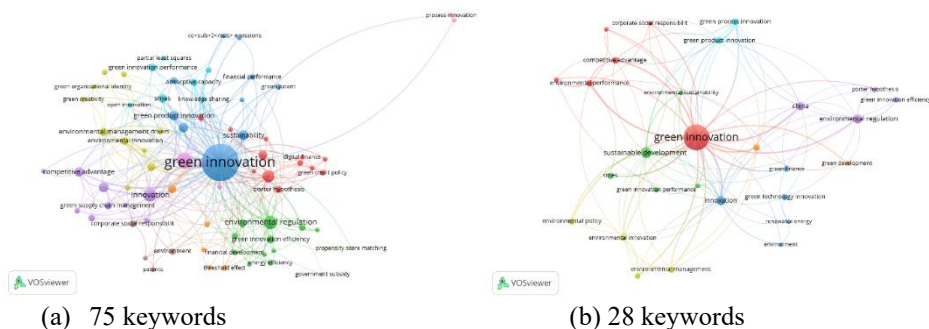 process innovation
co<sub>2</sub> emissions
partial least squares
green innovation performance
financial performance
absorptive capacity
green patent
green organizational identity
smes
green creativity
knowledge sharing
open innovation
green product innovation
environmental management drivers
sustainability
environmental innovation
green innovation
digital finance
competitive advantage
green credit policy
porter hypothesis
innovation
green supply chain management
environmental regulation
corporate social responsibilit
green innovation efficiency
environment
financial development
propensity score matching
energy efficiency
patents
threshold effect
government subsidy
VOSviewer
(a) 75 keywords
corporate social responsibilit
green process innovation
green product innovation
competitive advantage
environmental performance
porter hypothesis
environmental sustainability
china
green innovation efficiency
environmental regulation
green innovation
sustainable development
green finance
green development
smes
green innovation performance
innovation
green technology innovation
environmental policy
renewable energy
environmental innovation
environment
environmental management
VOSviewer
(b) 28 keywords